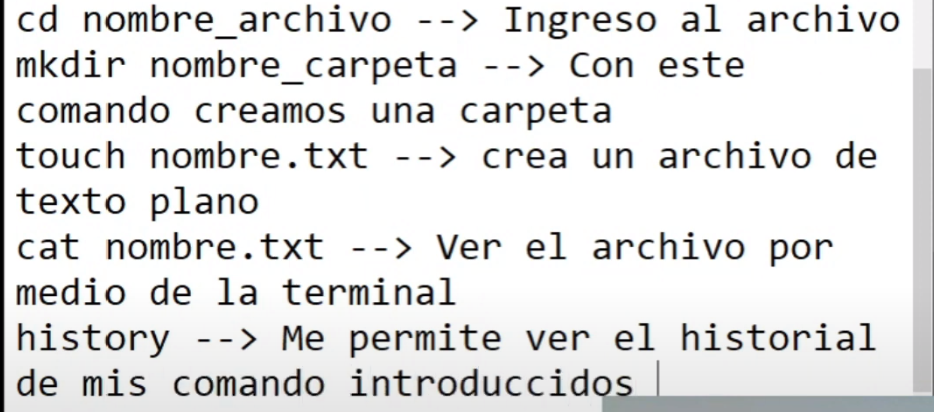 cd nombre_archivo --> Ingreso al archivo
mkdir nombre_carpeta --> Con este
comando creamos una carpeta
touch nombre.txt --> crea un archivo de
texto plano
cat nombre.txt --> Ver el archivo por
medio de la terminal
history --> Me permite ver el historial
de mis comando introduccidos